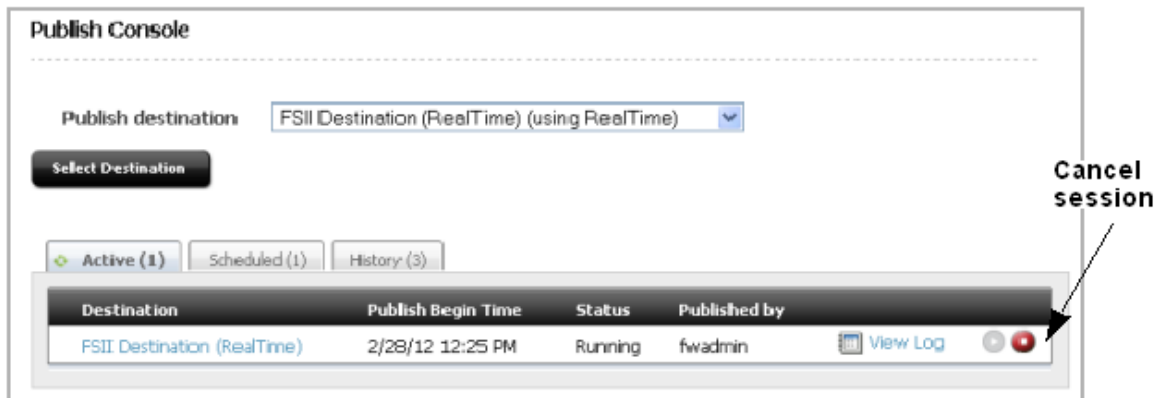 Publish Console
Publish destination FSII Destination (RealTime) (using RealTime)
Select Destination
Cancel session
Active (1) Scheduled (1) History (3)
Destination Publish Begin Time Status Published by
FSII Destination (RealTime) 2/28/12 12:25 PM Running fwadmin View Log